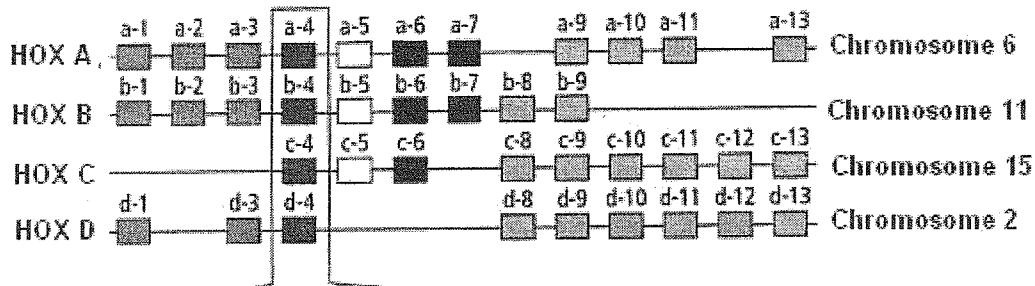 a-1 a-2 a-3 a-4 a-5 a-6 a-7 a-9 a-10 a-11 a-13
HOX A Chromosome 6
b-1 b-2 b-3 b-4 b-5 b-6 b-7 b-8 b-9
HOX B Chromosome 11
c-4 c-5 c-6 c-8 c-9 c-10 c-11 c-12 c-13
HOX C Chromosome 15
d-1 d-3 d-4 d-8 d-9 d-10 d-11 d-12 d-13
HOX D Chromosome 2